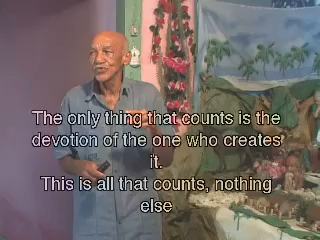 The only thing that counts is the
devotion of the one who creates
it.
This is all that counts, nothing
else